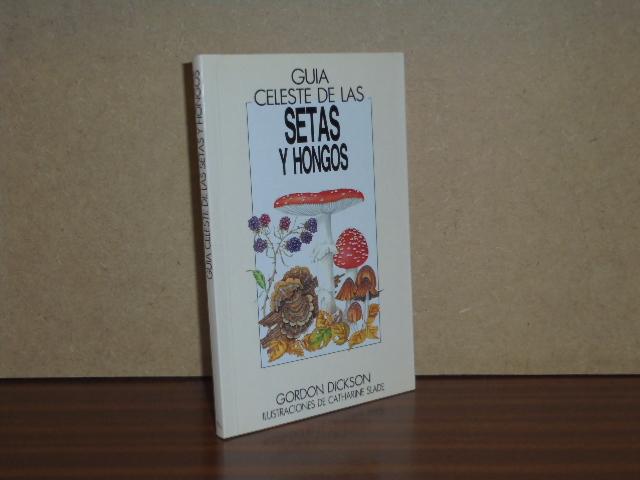 GUIA
CELESTE DE LAS
SETAS
Y HONGOS
GORDON DICKSON
ILUSTRACIONES DE CATHARINE SLADE
GUIA CELESTE DE LAS SETAS Y HONGOS